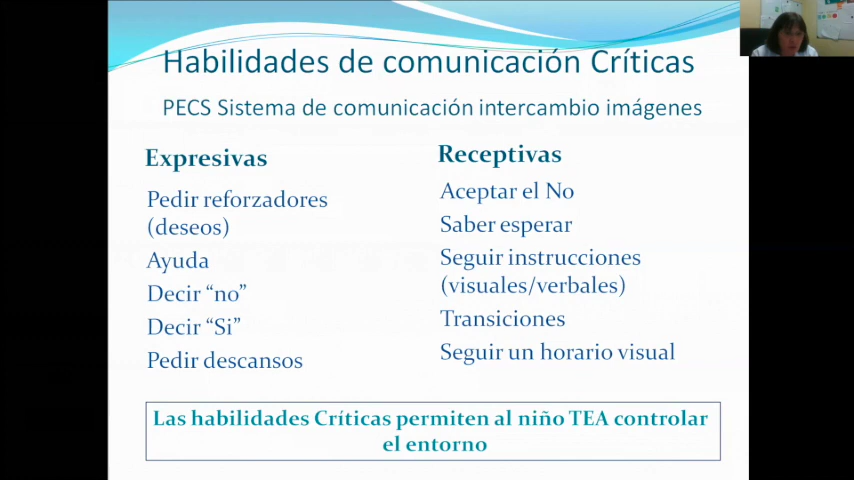 Habilidades de comunicación Críticas
PECS Sistema de comunicación intercambio imágenes
Expresivas
Pedir reforzadores
(deseos)
Ayuda
Decir “no”
Decir “Si”
Pedir descansos
Receptivas
Aceptar el No
Saber esperar
Seguir instrucciones
(visuales/verbales)
Transiciones
Seguir un horario visual
Las habilidades Críticas permiten al niño TEA controlar
el entorno